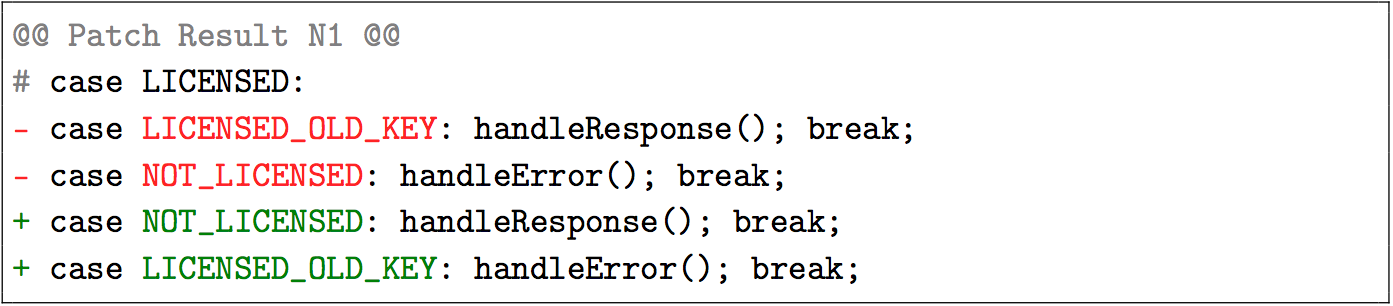 @@ Patch Result N1 @@
# case LICENSED:
- case LICENSED_OLD_KEY: handleResponse(); break;
- case NOT_LICENSED: handleError(); break;
+ case NOT_LICENSED: handleResponse(); break;
+ case LICENSED_OLD_KEY: handleError(); break;